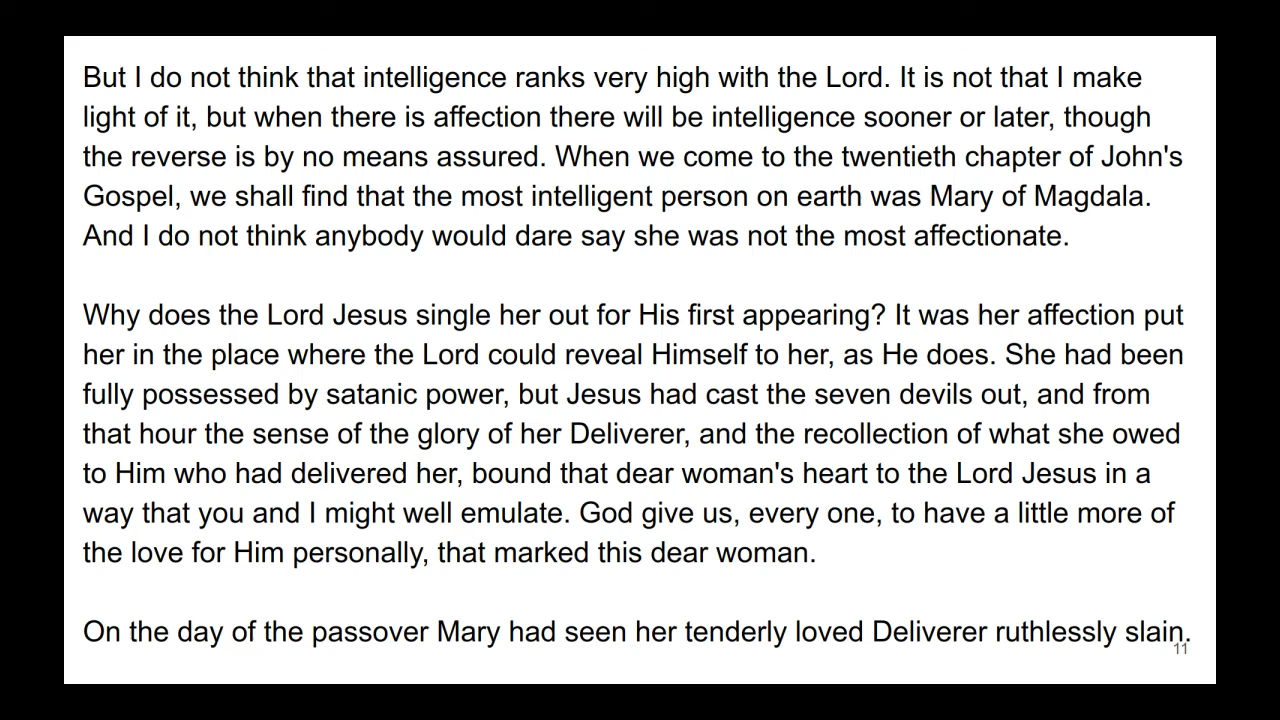 But I do not think that intelligence ranks very high with the Lord. It is not that I make
light of it, but when there is affection there will be intelligence sooner or later, though
the reverse is by no means assured. When we come to the twentieth chapter of John's
Gospel, we shall find that the most intelligent person on earth was Mary of Magdala.
And I do not think anybody would dare say she was not the most affectionate.
Why does the Lord Jesus single her out for His first appearing? It was her affection put
her in the place where the Lord could reveal Himself to her, as He does. She had been
fully possessed by satanic power, but Jesus had cast the seven devils out, and from
that hour the sense of the glory of her Deliverer, and the recollection of what she owed
to Him who had delivered her, bound that dear woman's heart to the Lord Jesus in a
way that you and I might well emulate. God give us, every one, to have a little more of
the love for Him personally, that marked this dear woman.
On the day of the passover Mary had seen her tenderly loved Deliverer ruthlessly slain.
11